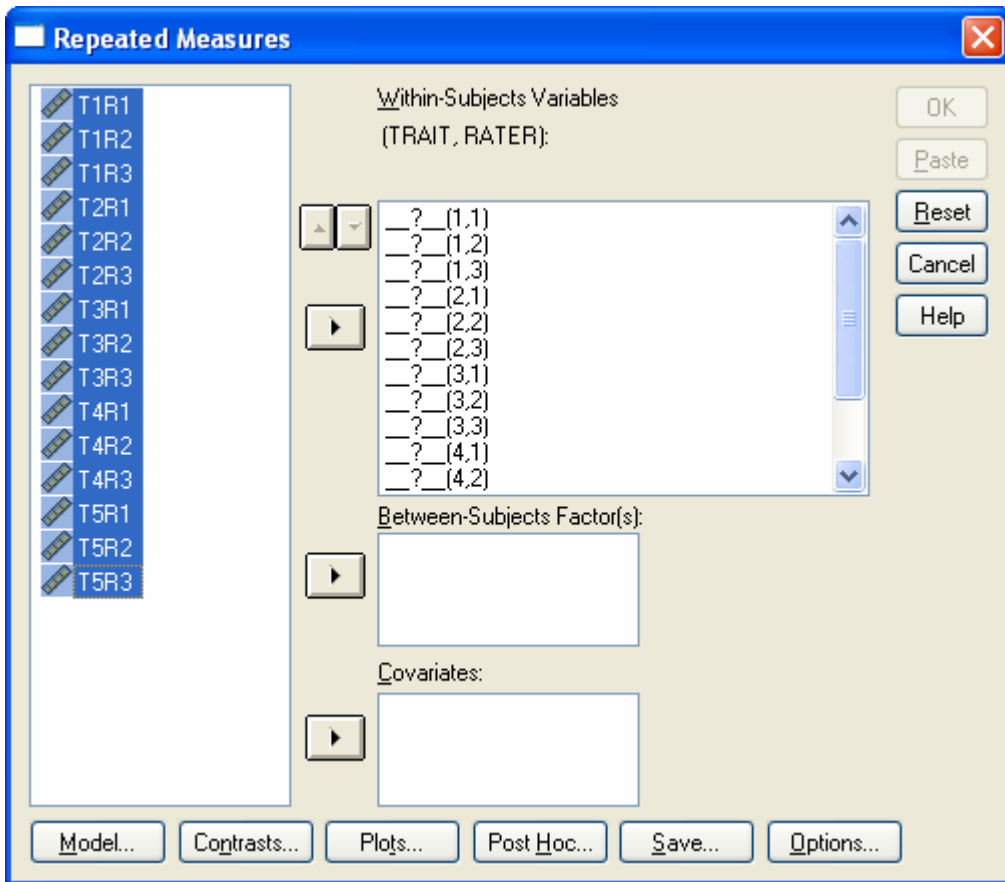 Repeated Measures
T1R1
T1R2
T1R3
T2R1
T2R2
T2R3
T3R1
T3R2
T3R3
T4R1
T4R2
T4R3
T5R1
T5R2
T5R3
Within-Subjects Variables
(TRAIT, RATER):
__?__(1,1)
__?__(1,2)
__?__(1,3)
__?__(2,1)
__?__(2,2)
__?__(2,3)
__?__(3,1)
__?__(3,2)
__?__(3,3)
__?__(4,1)
__?__(4,2)
Between-Subjects Factor(s):
Covariates:
OK
Paste
Reset
Cancel
Help
Model... Contrasts... Plots... Post Hoc... Save... Options...